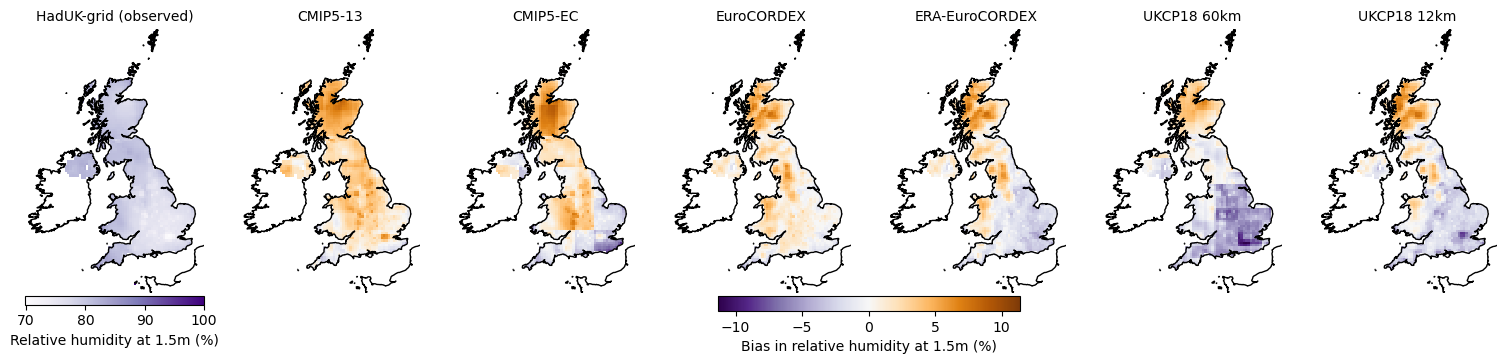 HadUK-grid (observed)
CMIP5-13
CMIP5-EC
EuroCORDEX
ERA-EuroCORDEX
UKCP18 60km
UKCP18 12km
70 80 90 100
Relative humidity at 1.5m (%)
−10 −5 0 5 10
Bias in relative humidity at 1.5m (%)